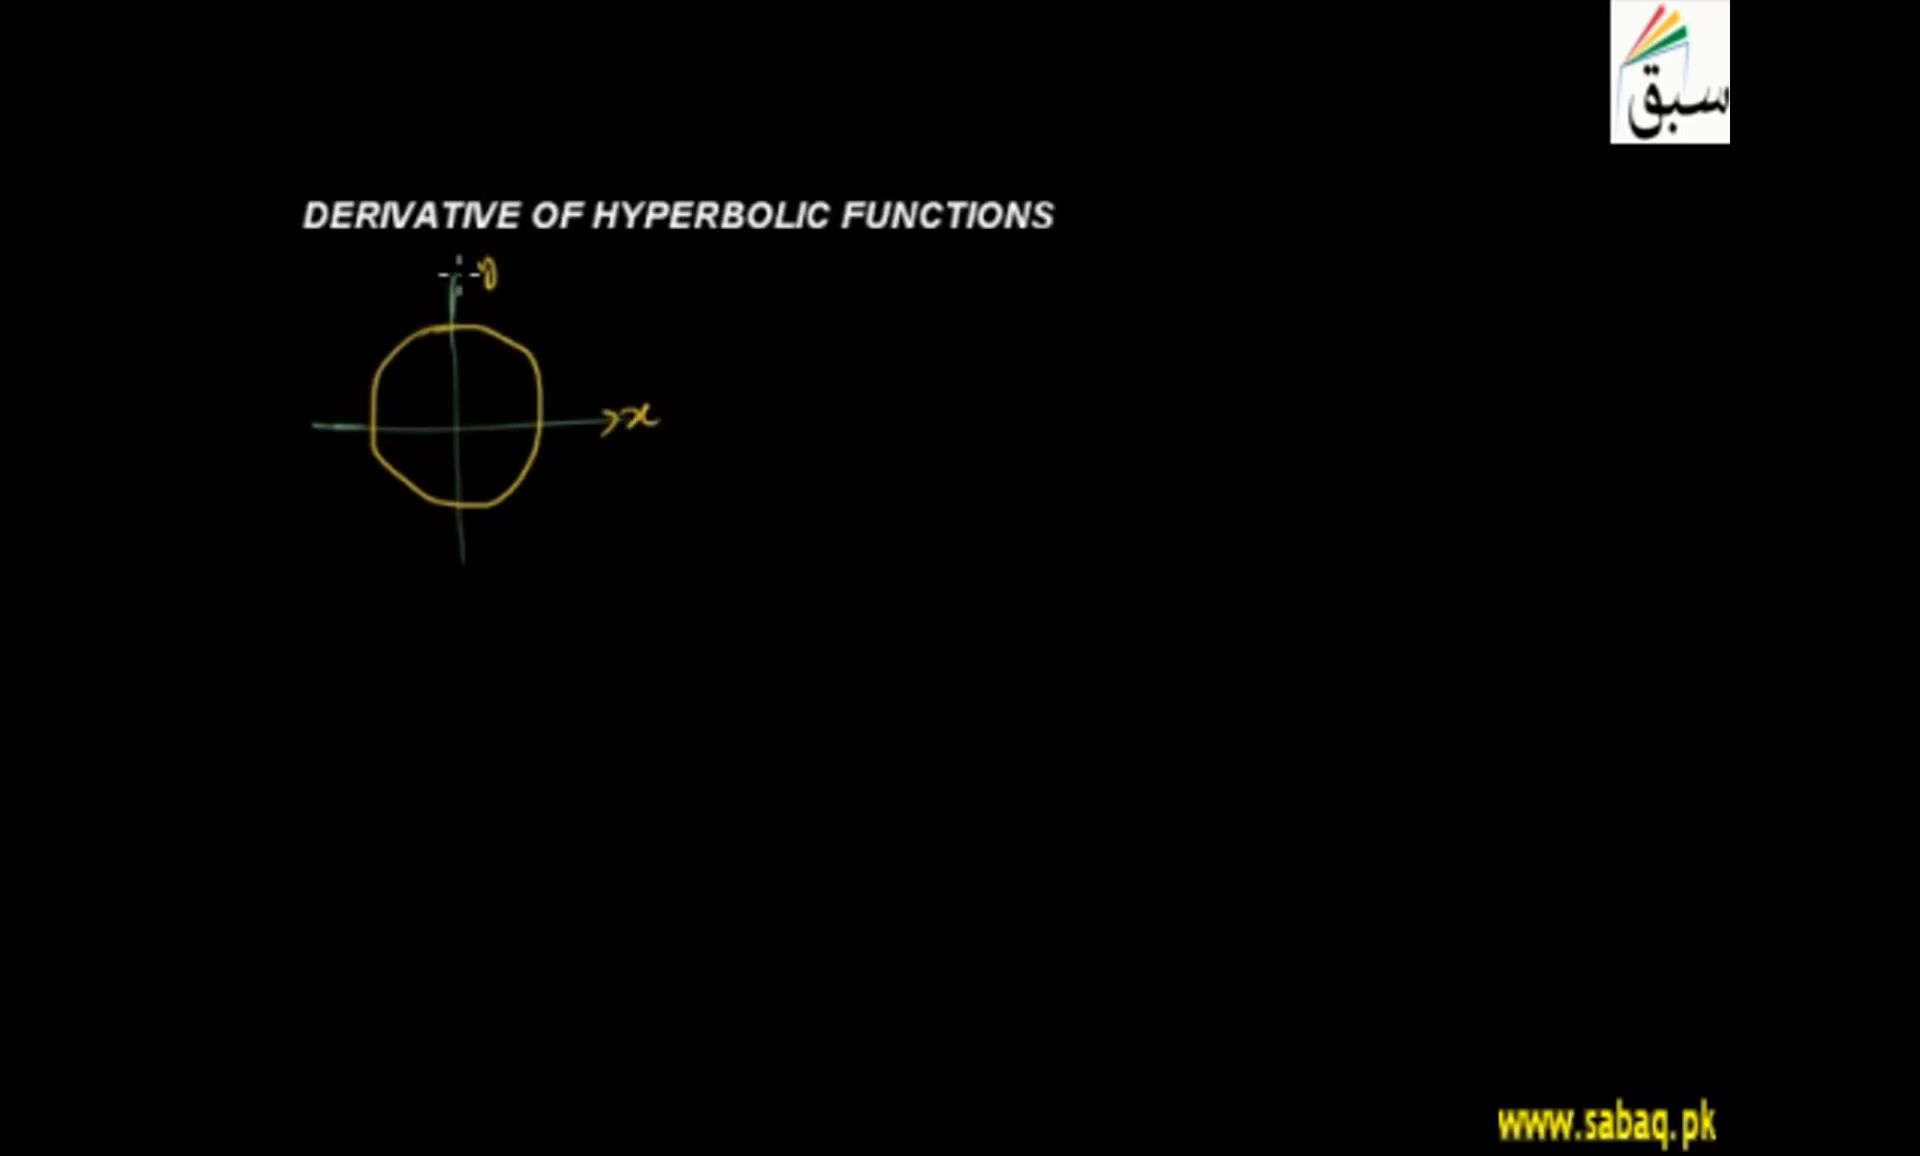 سبق
DERIVATIVE OF HYPERBOLIC FUNCTIONS
y
x
www.sabaq.pk